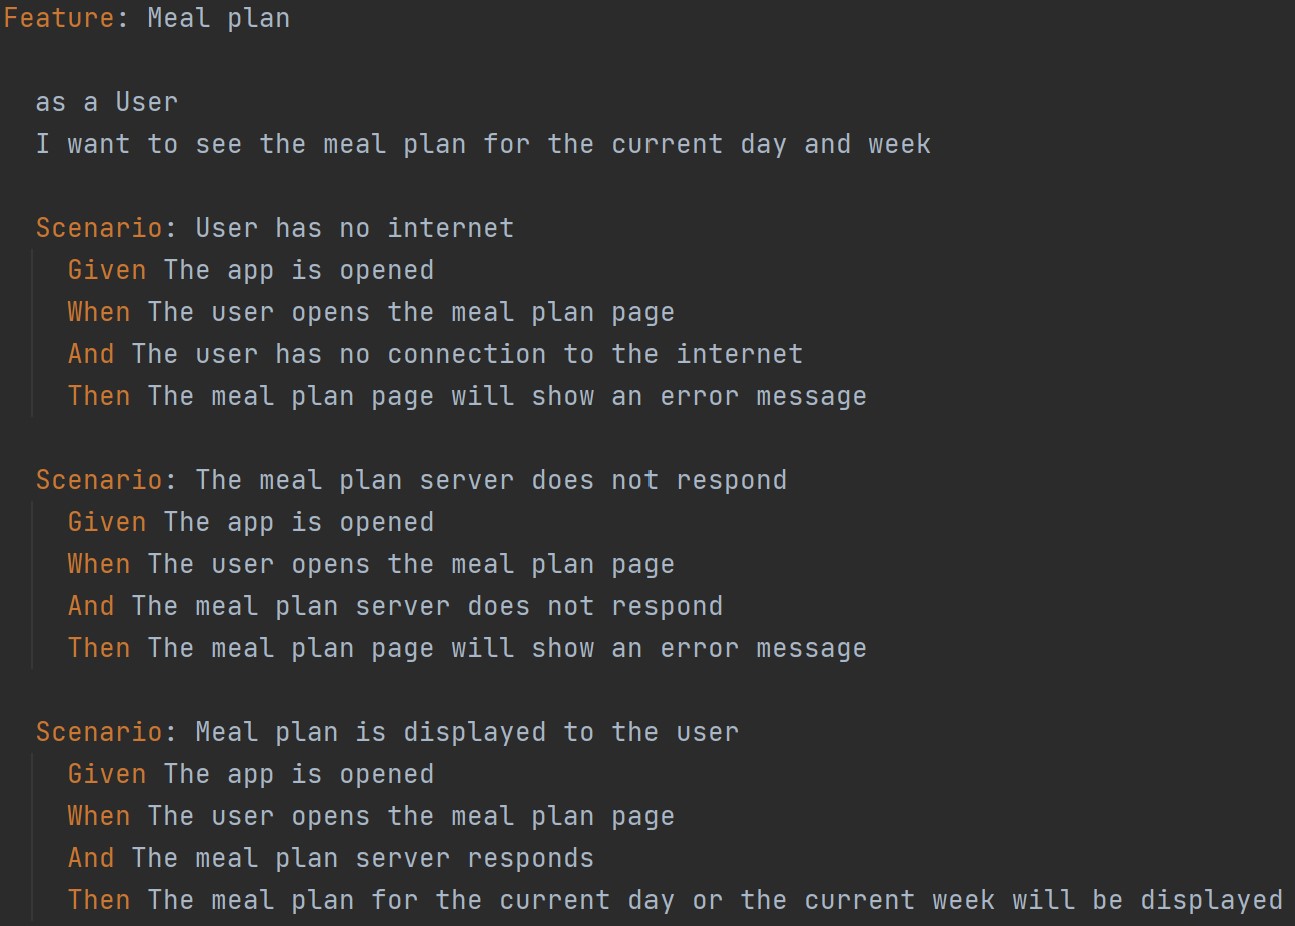 Feature: Meal plan
as a User
I want to see the meal plan for the current day and week
Scenario: User has no internet
Given The app is opened
When The user opens the meal plan page
And The user has no connection to the internet
Then The meal plan page will show an error message
Scenario: The meal plan server does not respond
Given The app is opened
When The user opens the meal plan page
And The meal plan server does not respond
Then The meal plan page will show an error message
Scenario: Meal plan is displayed to the user
Given The app is opened
When The user opens the meal plan page
And The meal plan server responds
Then The meal plan for the current day or the current week will be displayed